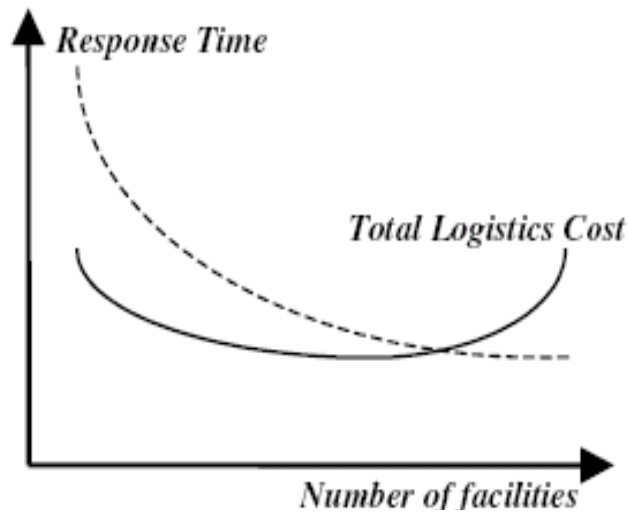 Response Time
Total Logistics Cost
Number of facilities